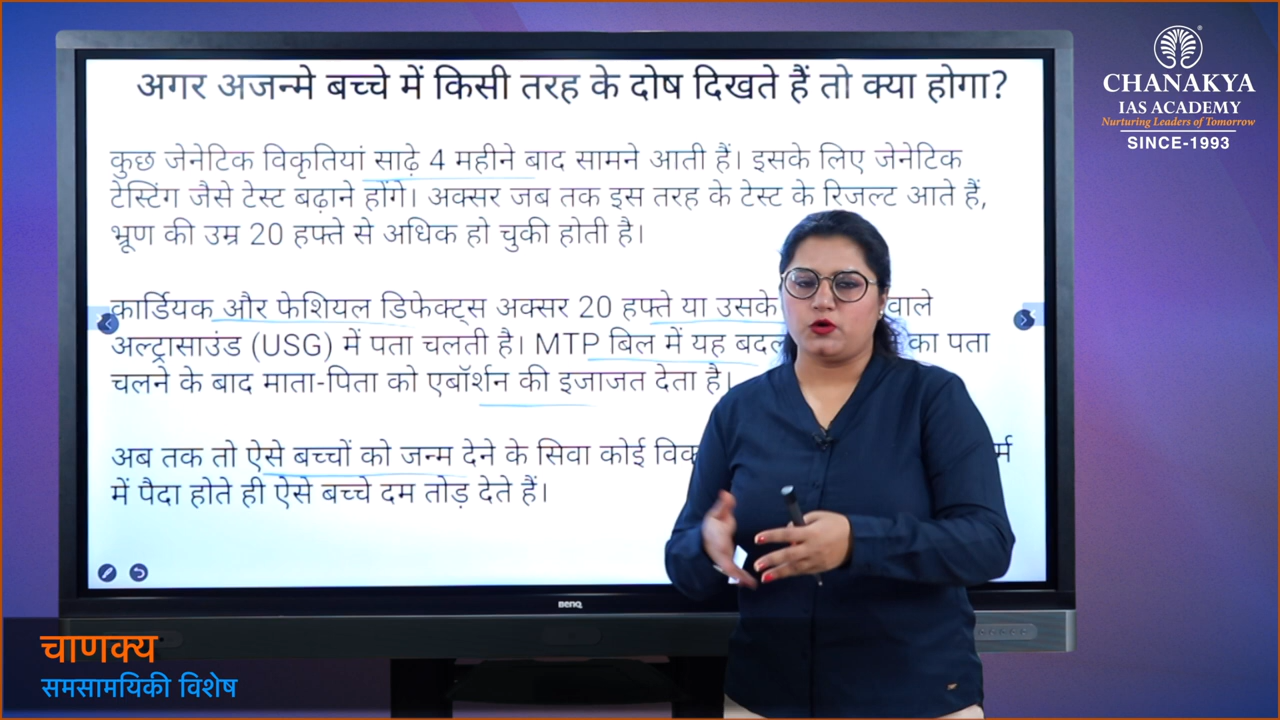 अगर अजन्मे बच्चे में किसी तरह के दोष दिखते हैं तो क्या होगा?
कुछ जेनेटिक विकृतियां साढ़े 4 महीने बाद सामने आती हैं। इसके लिए जेनेटिक
टेस्टिंग जैसे टेस्ट बढ़ाने होंगे। अक्सर जब तक इस तरह के टेस्ट के रिजल्ट आते हैं,
भ्रूण की उम्र 20 हफ्ते से अधिक हो चुकी होती है।
कार्डियक और फेशियल डिफेक्ट्स अक्सर 20 हफ्ते या उसके वाले
अल्ट्रासाउंड (USG) में पता चलती है। MTP बिल में यह का पता
चलने के बाद माता-पिता को एबॉर्शन की इजाजत देता है।
अब तक तो ऐसे बच्चों को जन्म देने के सिवा कोई
में पैदा होते ही ऐसे बच्चे दम तोड़ देते हैं।
BENQ
CHANAKYA
IAS ACADEMY
Nurturing Leaders of Tomorrow
SINCE-1993
चाणक्य
समसामयिकी विशेष